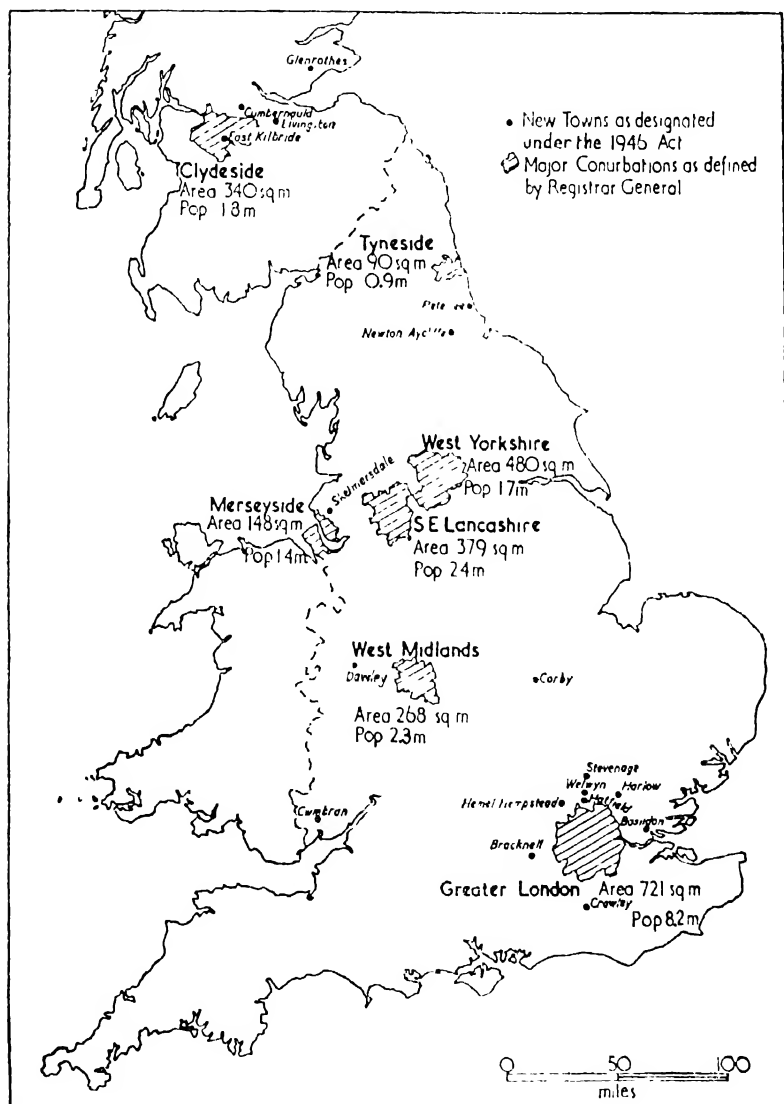 Glenrothes
Cumbernauld
Livingston
East Kilbride
Clydeside
Area 340 sq m
Pop 1 8 m
• New Towns as designated
under the 1946 Act
Major Conurbations as defined
by Registrar General
Tyneside
Area 90 sq m
Pop 0.9m
Newton Aycliffe
West Yorkshire
Area 480 sq m
Pop 1 7m
Skelmersdale
Merseyside
Area 148 sq m
Pop 1 4m
S E Lancashire
Area 379 sq m
Pop 2 4 m
West Midlands
Dawley
Area 268 sq m
Pop 2.3m
Corby
Stevenage
Welwyn
Harlow
Hatfield
Hemel Hempstead
Basildon
Cwmbran
Bracknell
Greater London Area 721 sq m
Crawley
Pop 8.2m
0 50 100
miles